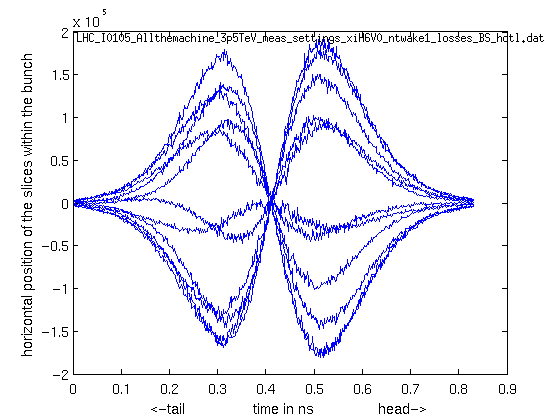 x 10^5
LHC_I0105_Allthemachine_3p5TeV_meas_settings_xiH6V0_ntwake1_losses_BS_hdtl.dat
2
1.5
1
0.5
0
−0.5
−1
−1.5
−2
horizontal position of the slices within the bunch
0 0.1 0.2 0.3 0.4 0.5 0.6 0.7 0.8 0.9
<-tail time in ns head->